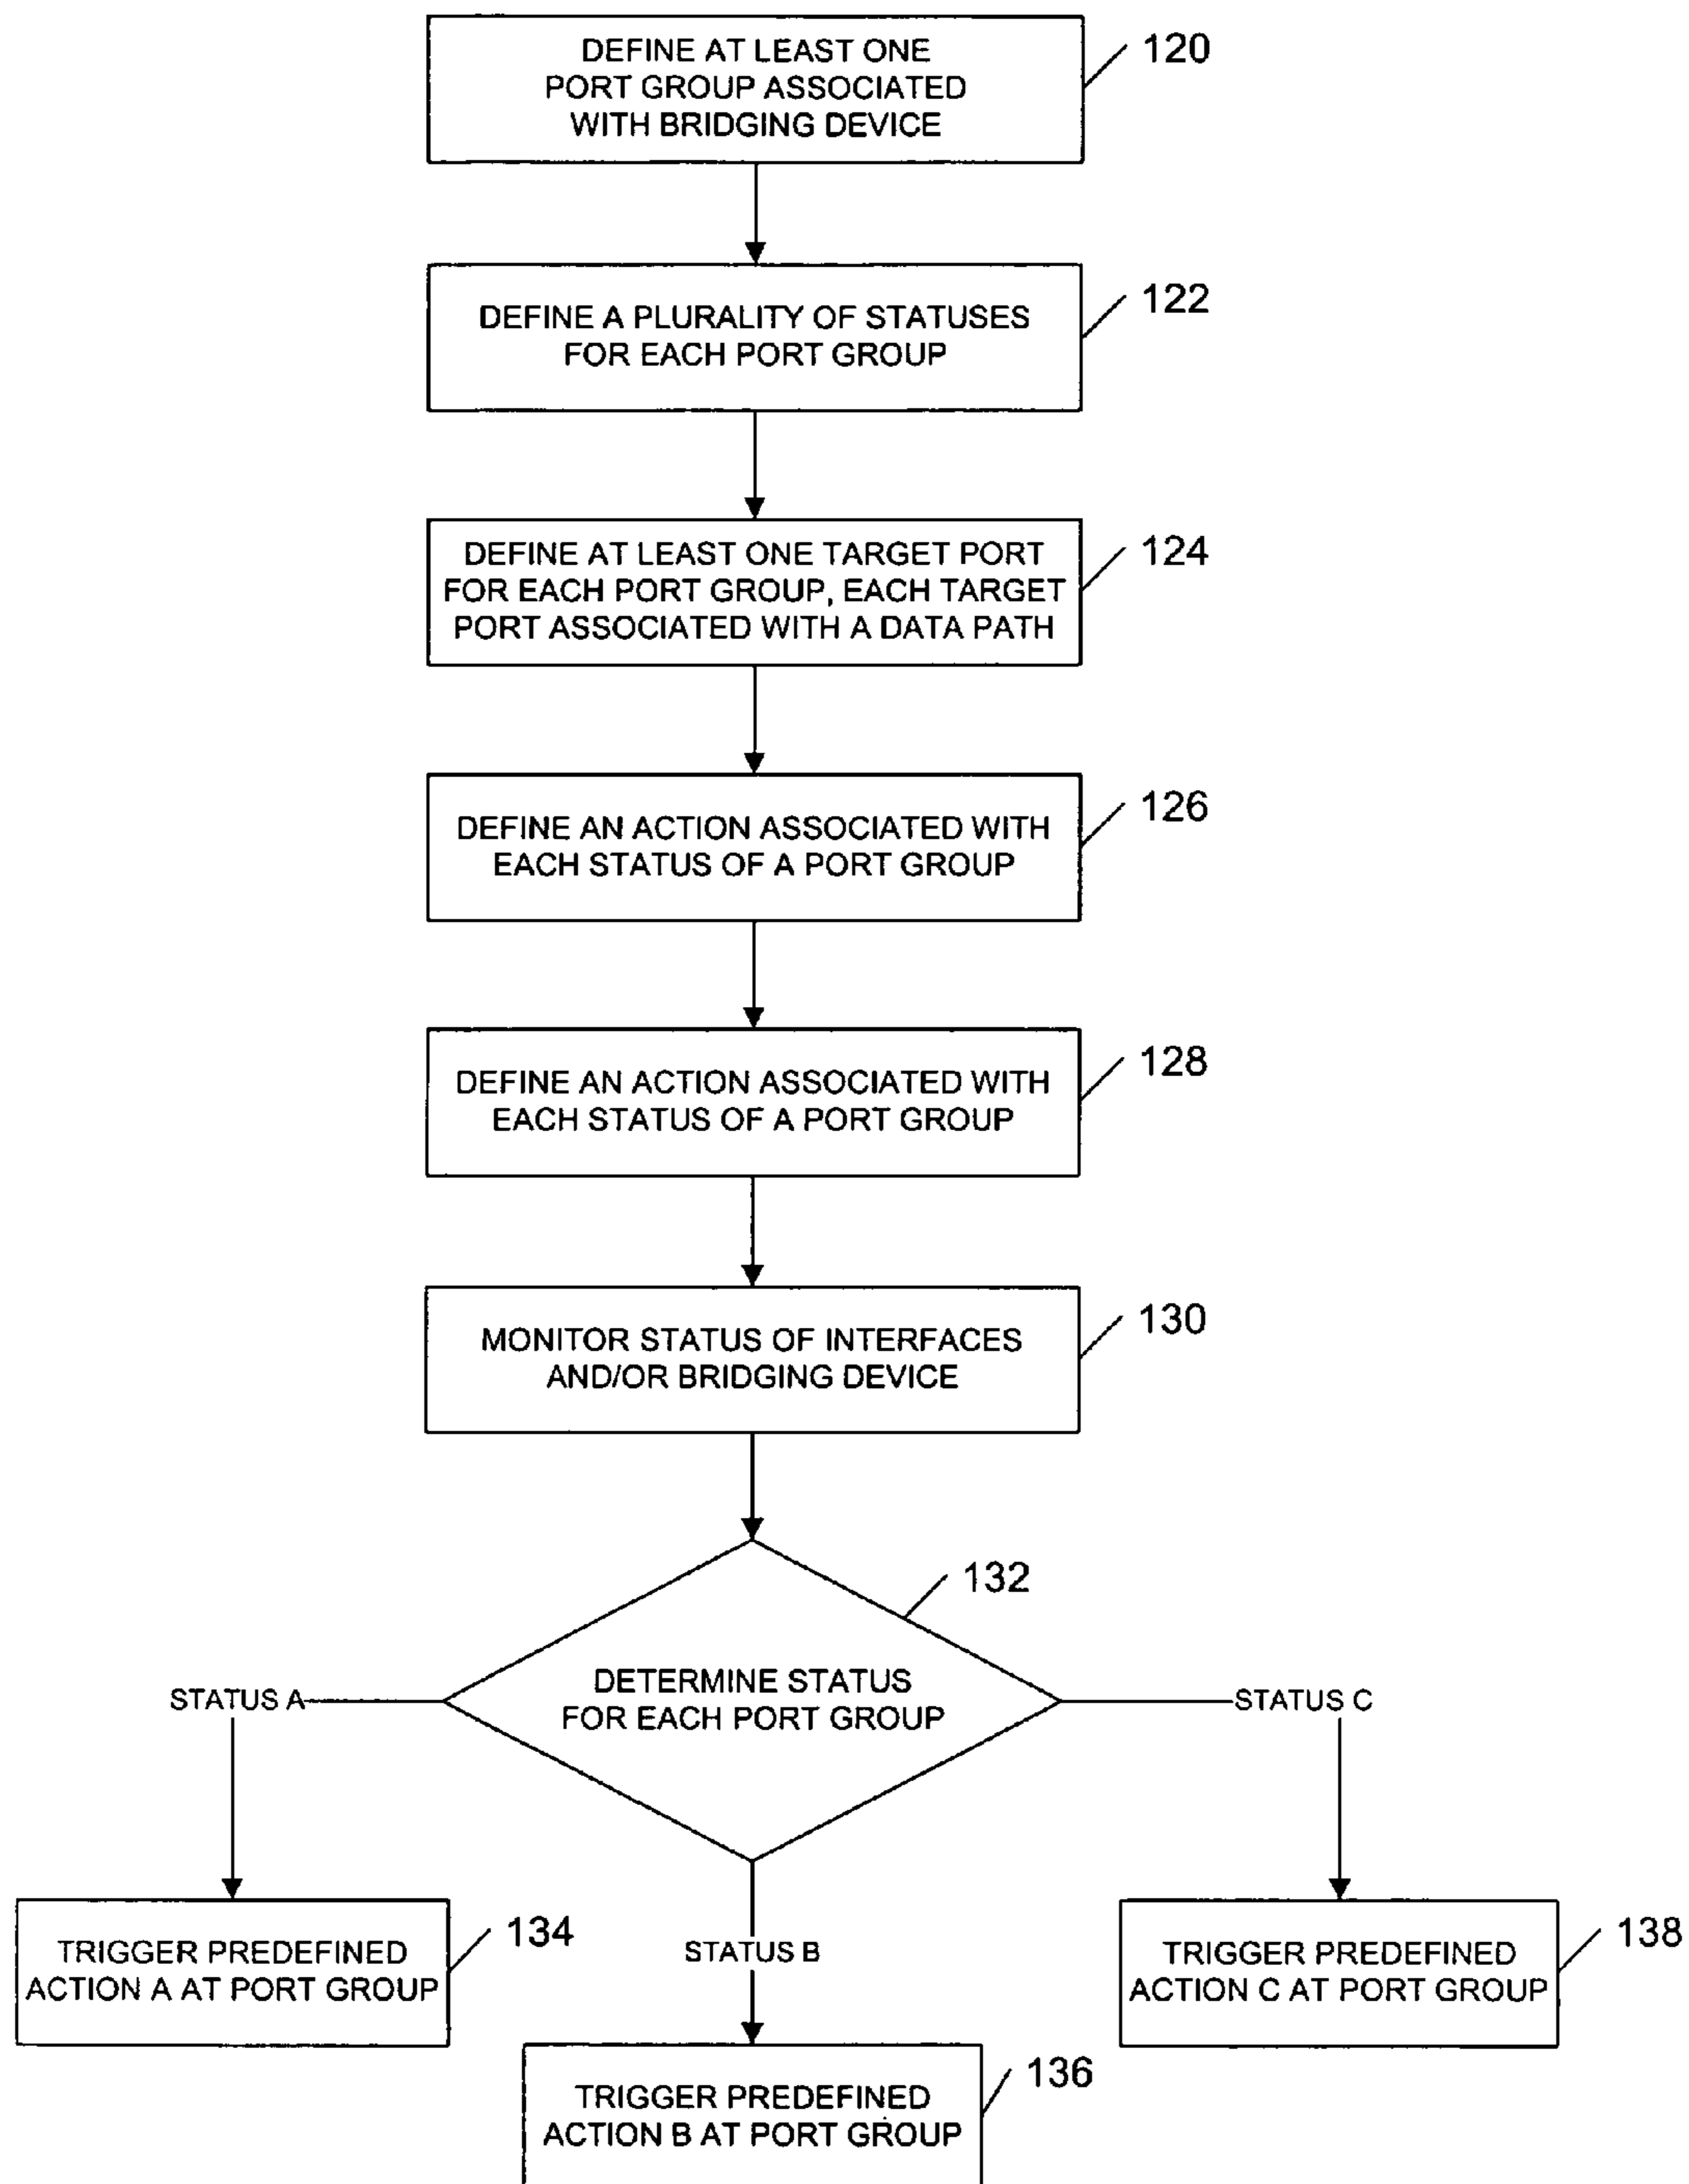 DEFINE AT LEAST ONE
PORT GROUP ASSOCIATED
WITH BRIDGING DEVICE
120
DEFINE A PLURALITY OF STATUSES
FOR EACH PORT GROUP
122
DEFINE AT LEAST ONE TARGET PORT
FOR EACH PORT GROUP, EACH TARGET
PORT ASSOCIATED WITH A DATA PATH
124
DEFINE AN ACTION ASSOCIATED WITH
EACH STATUS OF A PORT GROUP
126
DEFINE AN ACTION ASSOCIATED WITH
EACH STATUS OF A PORT GROUP
128
MONITOR STATUS OF INTERFACES
AND/OR BRIDGING DEVICE
130
132
DETERMINE STATUS
FOR EACH PORT GROUP
STATUS A
STATUS C
TRIGGER PREDEFINED
ACTION A AT PORT GROUP
134
STATUS B
TRIGGER PREDEFINED
ACTION C AT PORT GROUP
138
TRIGGER PREDEFINED
ACTION B AT PORT GROUP
136